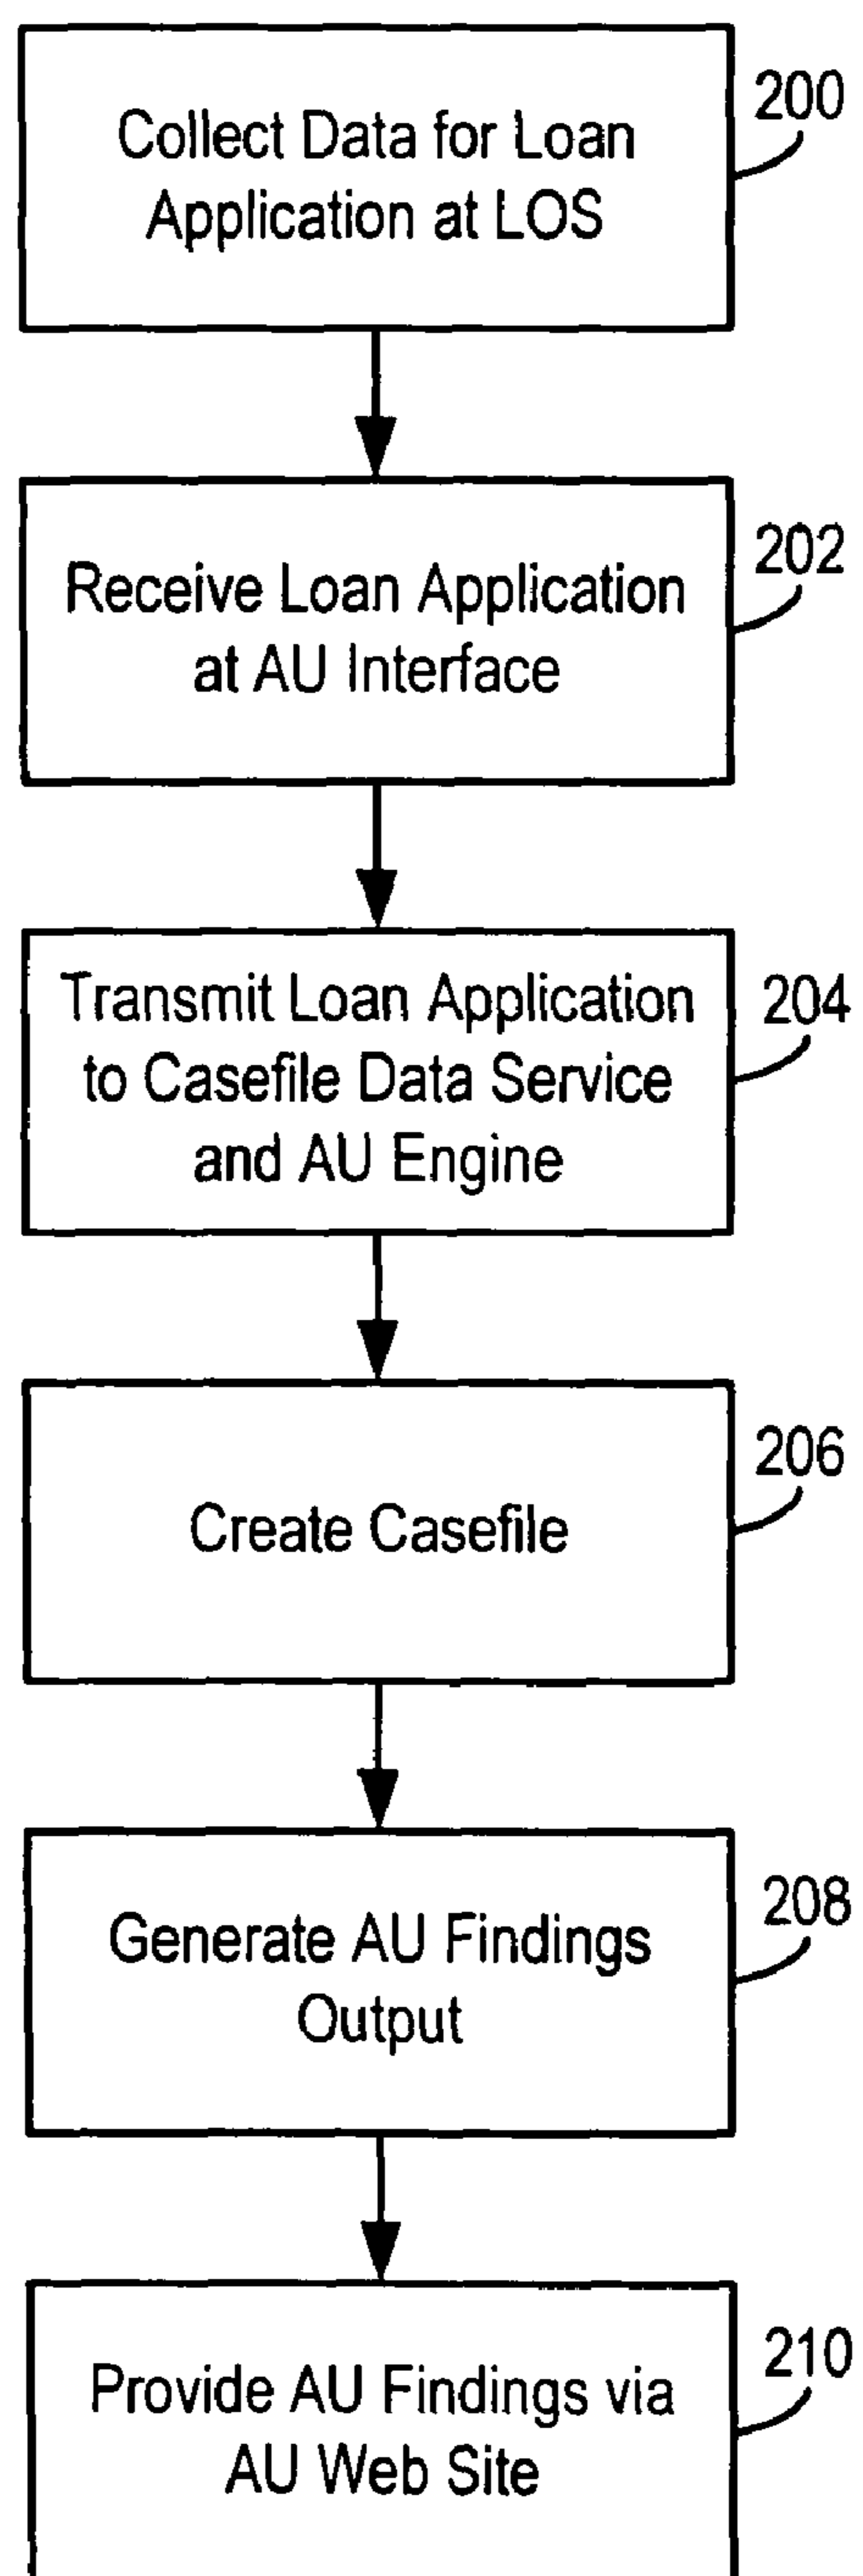 Collect Data for Loan
Application at LOS
200
Receive Loan Application
at AU Interface
202
Transmit Loan Application
to Casefile Data Service
and AU Engine
204
Create Casefile
206
Generate AU Findings
Output
208
Provide AU Findings via
AU Web Site
210